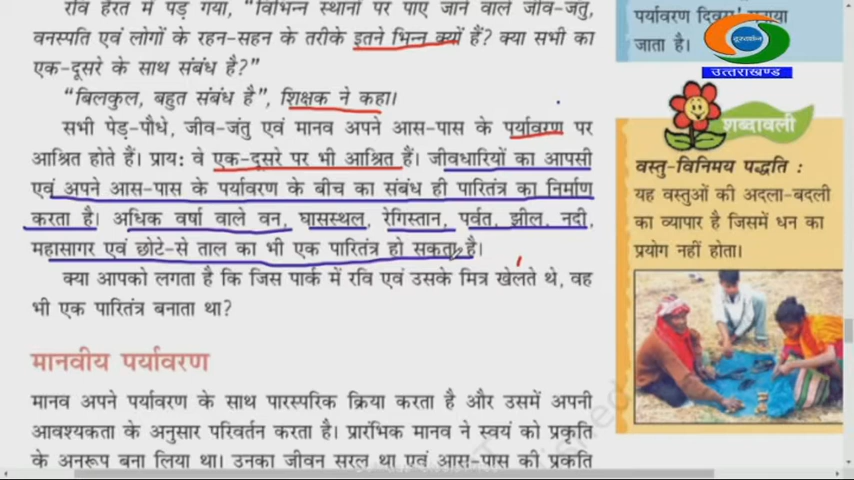 रवि हैरत में पड़ गया, “विभिन्न स्थानों पर पाए जाने वाले जीव-जंतु,
वनस्पति एवं लोगों के रहन-सहन के तरीके इतने भिन्न क्यों हैं? क्या सभी का
एक-दूसरे के साथ संबंध है?”
“बिलकुल, बहुत संबंध है”, शिक्षक ने कहा।
सभी पेड़-पौधे, जीव-जंतु एवं मानव अपने आस-पास के पर्यावरण पर
आश्रित होते हैं। प्राय: वे एक-दूसरे पर भी आश्रित हैं। जीवधारियों का आपसी
एवं अपने आस-पास के पर्यावरण के बीच का संबंध ही पारितंत्र का निर्माण
करता है। अधिक वर्षा वाले वन, घासस्थल, रेगिस्तान, पर्वत, झील, नदी,
महासागर एवं छोटे-से ताल का भी एक पारितंत्र हो सकता है।
क्या आपको लगता है कि जिस पार्क में रवि एवं उसके मित्र खेलते थे, वह
भी एक पारितंत्र बनाता था?
मानवीय पर्यावरण
मानव अपने पर्यावरण के साथ पारस्परिक क्रिया करता है और उसमें अपनी
आवश्यकता के अनुसार परिवर्तन करता है। प्रारंभिक मानव ने स्वयं को प्रकृति
के अनुरूप बना लिया था। उनका जीवन सरल था एवं आस-पास की प्रकृति
पर्यावरण दिवस
जाता है।
दूरदर्शन
उत्तराखण्ड
शब्दावली
वस्तु-विनिमय पद्धति :
यह वस्तुओं की अदला-बदली
का व्यापार है जिसमें धन का
प्रयोग नहीं होता।